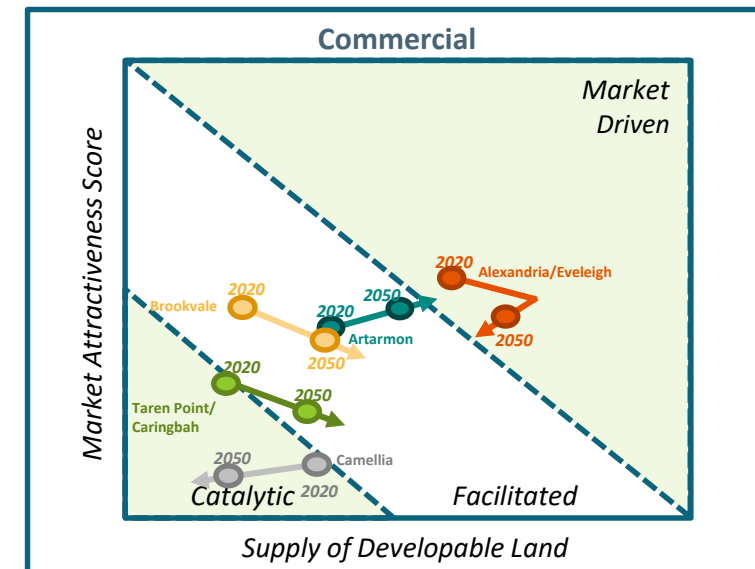 Commercial
Market
Driven
Market Attractiveness Score
2020
Alexandria/Eveleigh
2050
2020
Brookvale
2050
2020
Artarmon
2050
2020
2050
Taren Point/
Caringbah
2050
Camellia
2020
Catalytic
Facilitated
Supply of Developable Land